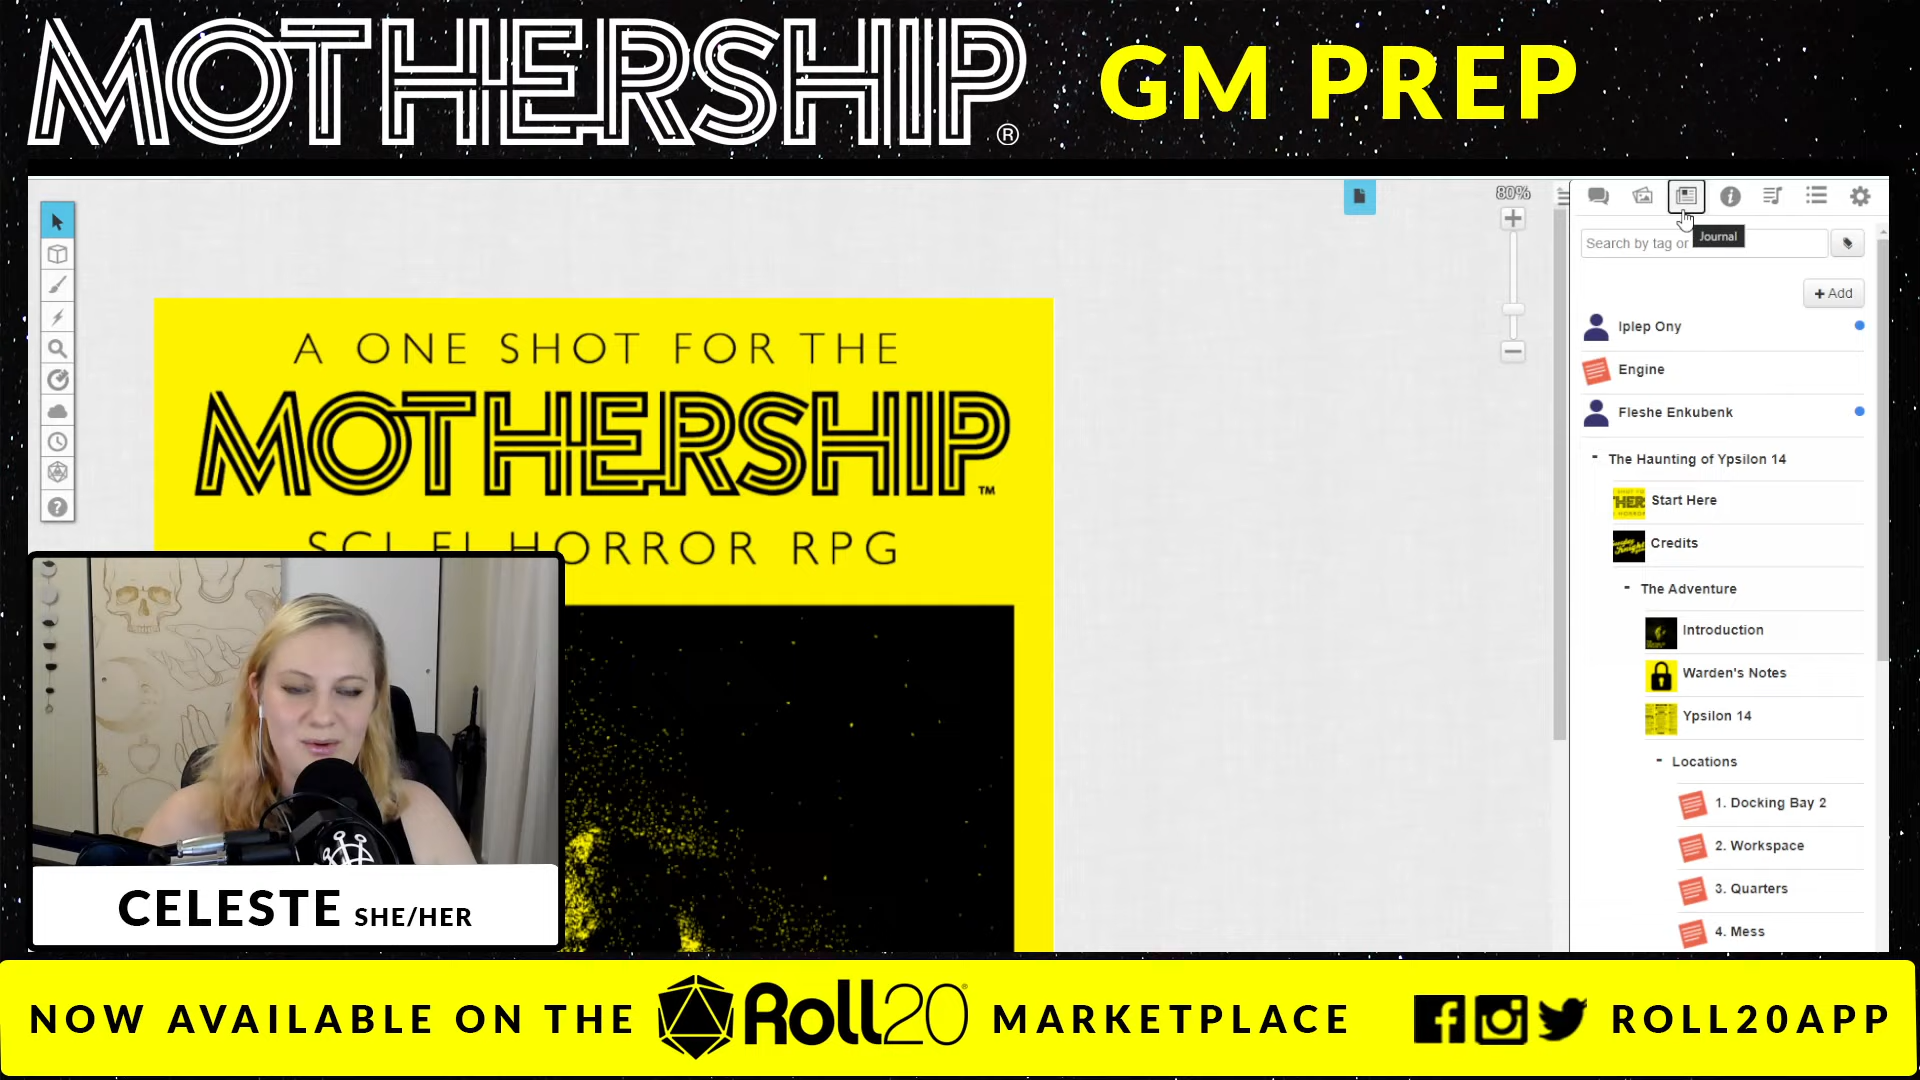 MOTHERSHIP®
GM PREP
80%
Search by tag or
Journal
+ Add
Iplep Ony
Engine
Fleshe Enkubenk
- The Haunting of Ypsilon 14
Start Here
Credits
- The Adventure
Introduction
Warden's Notes
Ypsilon 14
- Locations
1. Docking Bay 2
2. Workspace
3. Quarters
4. Mess
A ONE SHOT FOR THE
MOTHERSHIP™
SCI FI HORROR RPG
CELESTE SHE/HER
NOW AVAILABLE ON THE Roll20® MARKETPLACE
ROLL20APP